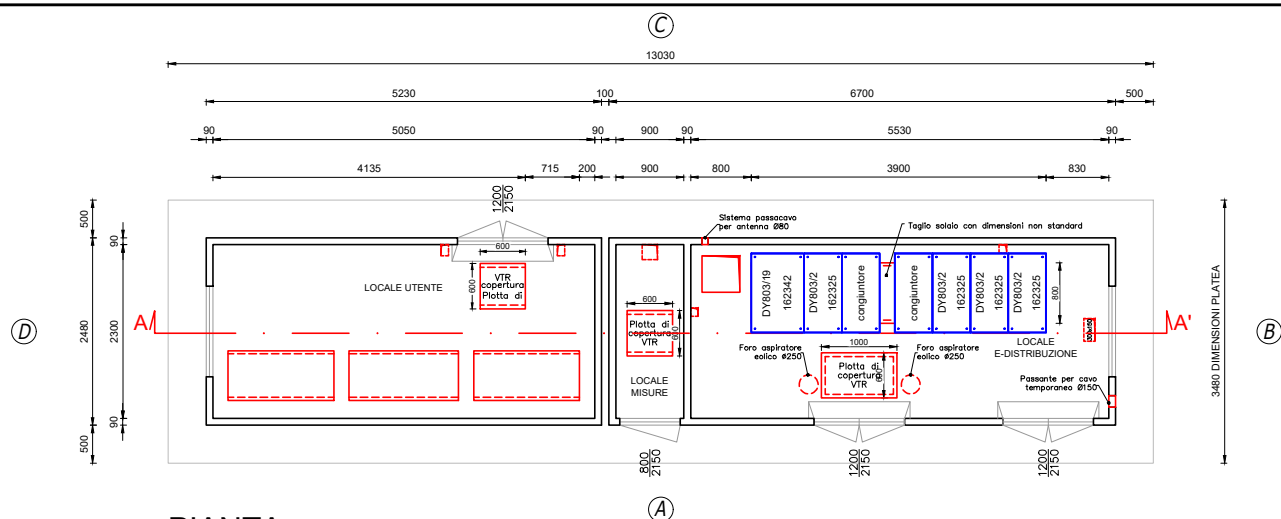 C
13030
5230
100
6700
500
90
5050
90
900
90
5530
90
4135
715
200
900
800
3900
830
1200
2150
Sistema passacavo
per antenna Ø80
Taglio solaio con dimensioni non standard
500
90
2480
2330
90
500
D
A/
LOCALE UTENTE
600
600
VTR
copertura
Plotta di
600
600
Plotta di
copertura
VTR
LOCALE
MISURE
DY803/19
162342
DY803/2
162325
congiuntore
congiuntore
DY803/2
162325
DY803/2
162325
DY803/2
162325
800
Foro aspiratore
eolico Ø250
1000
600
Plotta di
copertura
VTR
Foro aspiratore
eolico Ø250
LOCALE
E-DISTRIBUZIONE
Passante per cavo
temporaneo Ø150
\A'
3480 DIMENSIONI PLATEA
B
800
2150
1200
2150
1200
2150
A
PIANTA